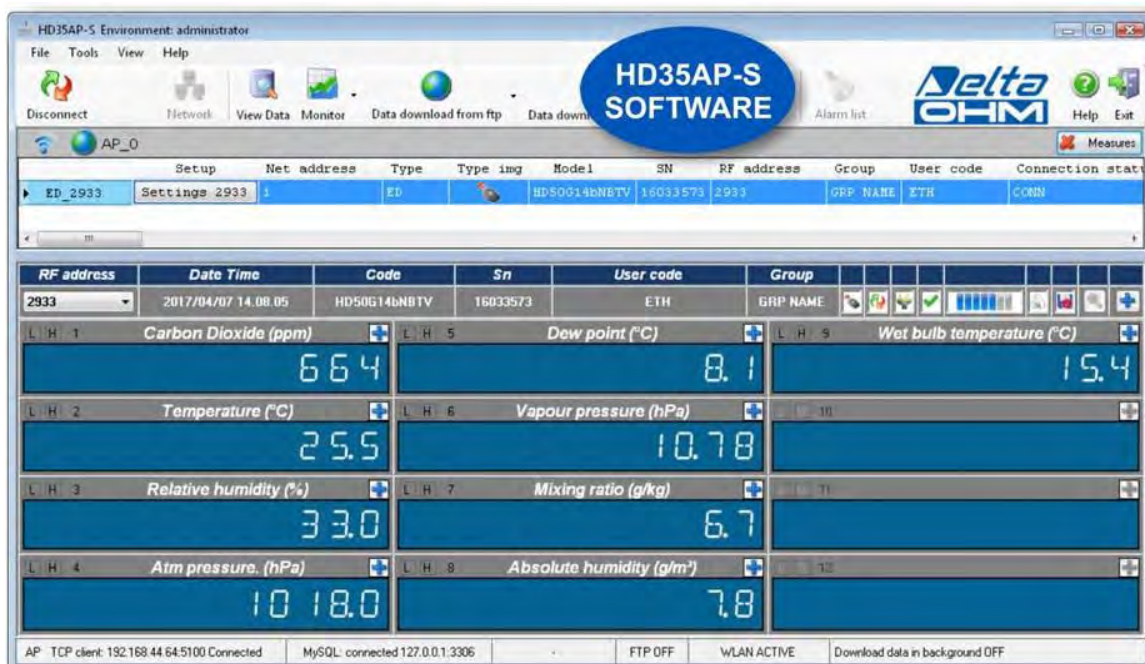 HD35AP-S Environment: administrator
File Tools View Help
HD35AP-S
SOFTWARE
Delta
OHM
Disconnect Network View Data Monitor Data download from ftp Alarm list Help Exit
AP_0 Measures
Setup Net address Type Type img Model SN RF address Group User code Connection
ED_2933 Settings 2933 1 ED HD50G14bNBTV 16033573 2933 GRP NAME ETH CONN
RF address Date Time Code Sn User code Group
2933 2017/04/07 14.08.05 HD50G14bNBTV 16033573 ETH GRP NAME
L H 1 Carbon Dioxide (ppm) L H 5 Dew point (°C) L H 9 Wet bulb temperature (°C)
664 8.1 15.4
L H 2 Temperature (°C) L H 6 Vapour pressure (hPa) 10
25.5 10.78
L H 3 Relative humidity (%) L H 7 Mixing ratio (g/kg) 11
33.0 6.7
L H 4 Atm pressure. (hPa) L H 8 Absolute humidity (g/m³) 12
1018.0 7.8
AP TCP client: 192.168.44.64:5100 Connected MySQL: connected 127.0.0.1:3306 - FTP OFF WLAN ACTIVE Download data in background OFF